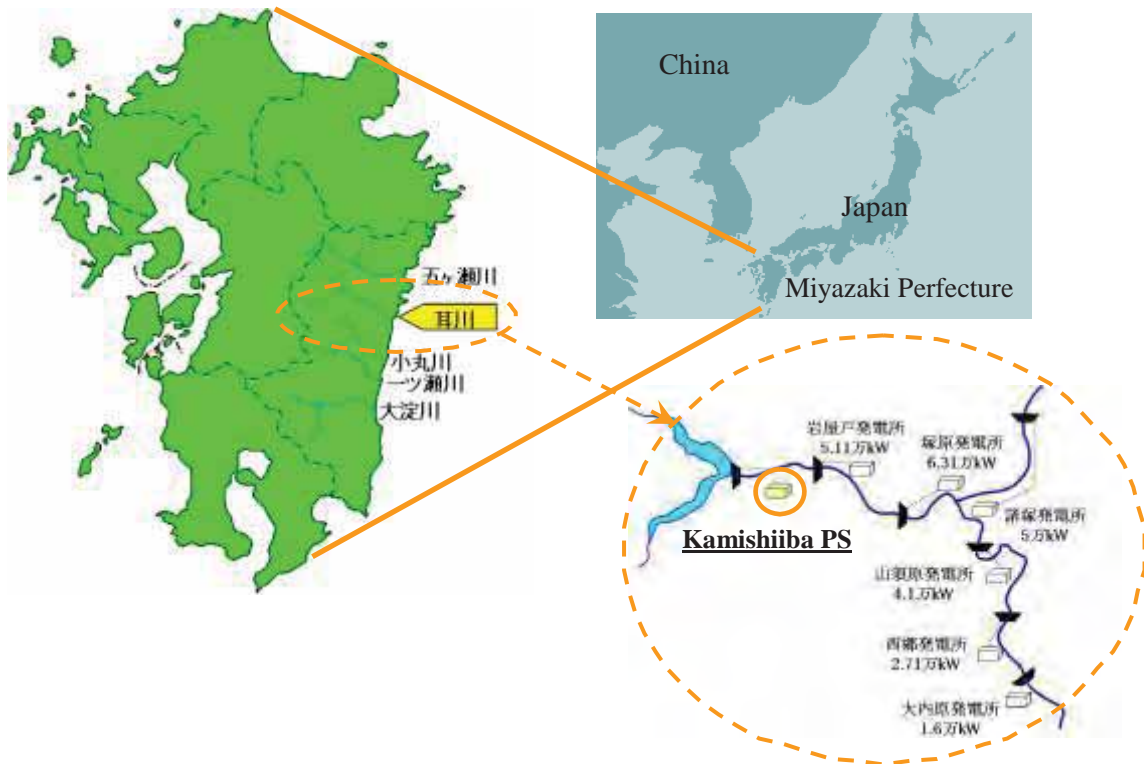 China
Japan
Miyazaki Perfecture
五ヶ瀬川
耳川
小丸川
一ツ瀬川
大淀川
岩屋戸発電所
5.11万kW
塚原発電所
6.31万kW
諸塚発電所
5万kW
Kamishiiba PS
山須原発電所
4.1万kW
西郷発電所
2.71万kW
大内原発電所
1.6万kW